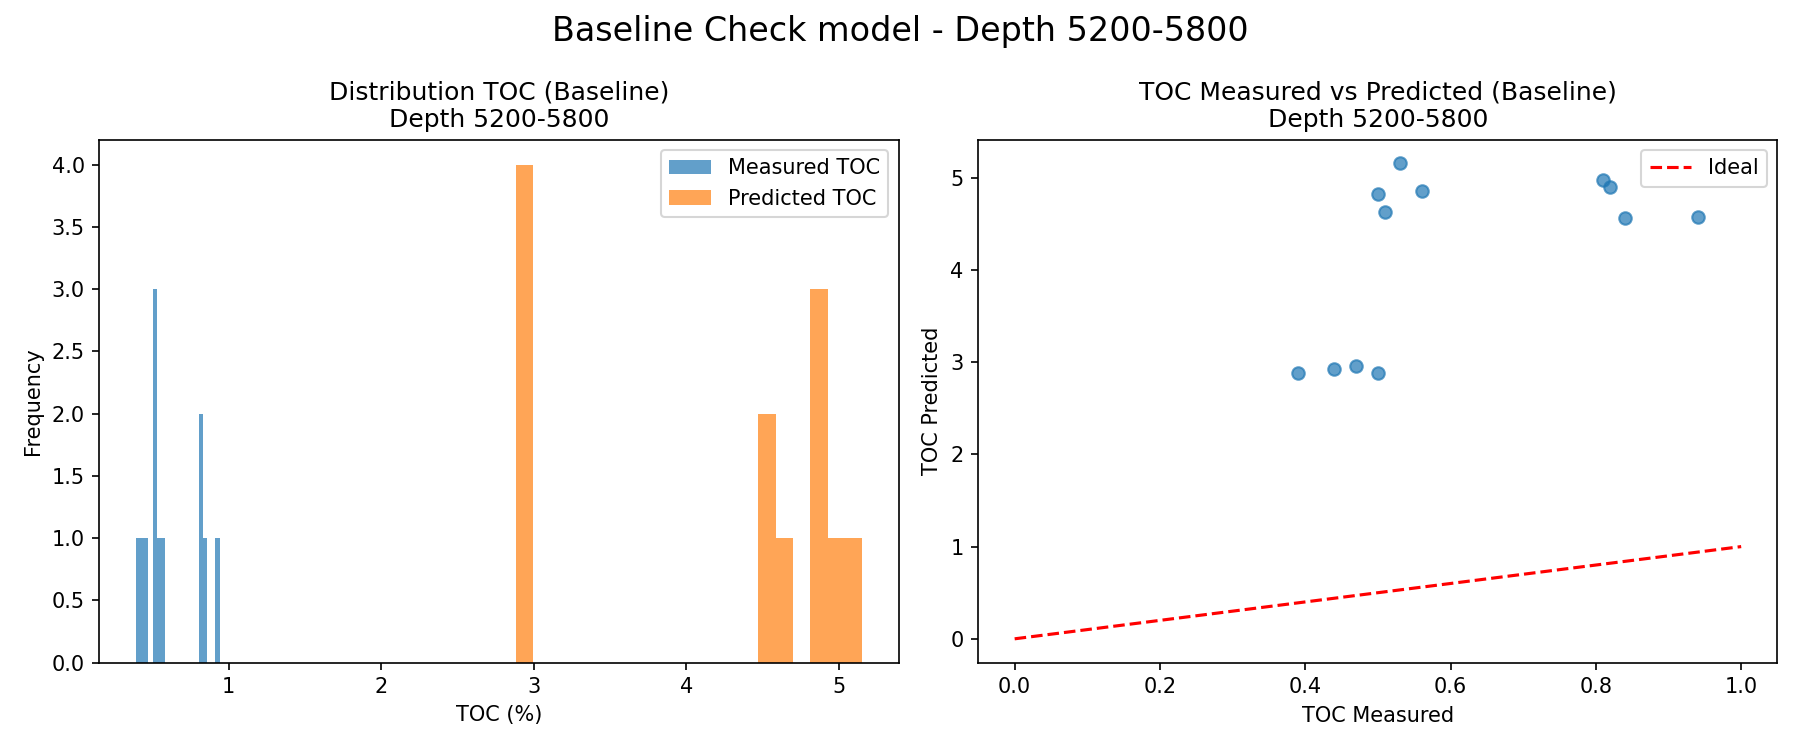 Baseline Check model - Depth 5200-5800
Distribution TOC (Baseline)
Depth 5200-5800
Measured TOC
Predicted TOC
Frequency
4.0
3.5
3.0
2.5
2.0
1.5
1.0
0.5
0.0
1 2 3 4 5
TOC (%)
TOC Measured vs Predicted (Baseline)
Depth 5200-5800
Ideal
TOC Predicted
5
4
3
2
1
0
0.0 0.2 0.4 0.6 0.8 1.0
TOC Measured